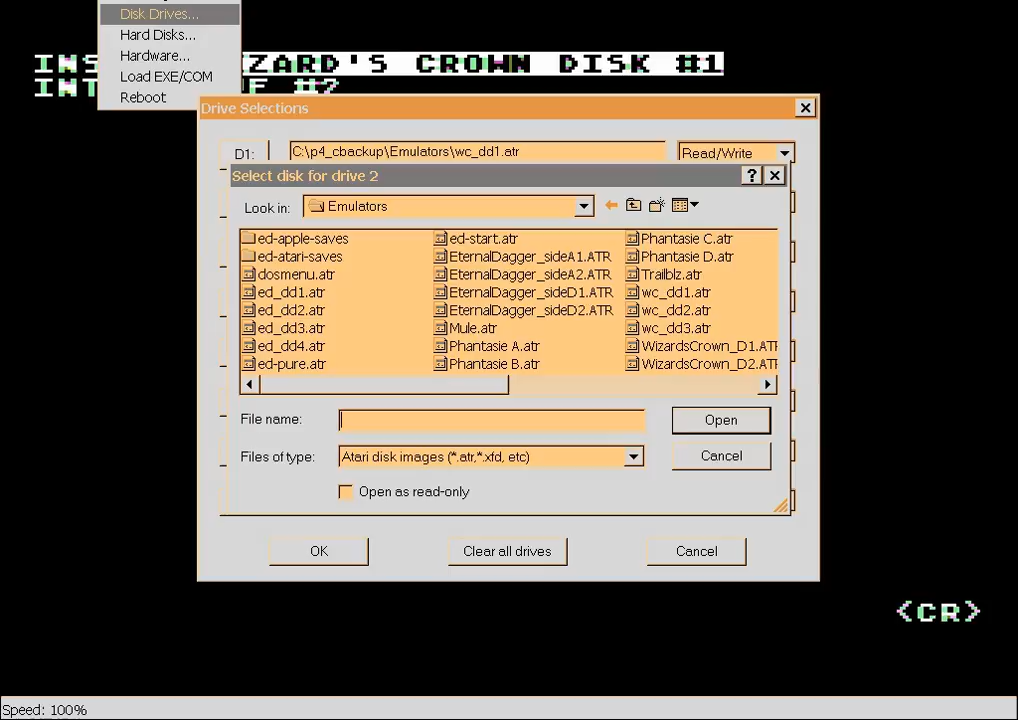 Disk Drives...
Hard Disks...
Hardware...
Load EXE/COM
Reboot
INS ZARD'S CROWN DISK #1
INT F #?
Drive Selections
D1: C:\p4_cbackup\Emulators\wc_dd1.atr Read/Write
Select disk for drive 2 ?
Look in: Emulators
ed-apple-saves
ed-atari-saves
dosmenu.atr
ed_dd1.atr
ed_dd2.atr
ed_dd3.atr
ed_dd4.atr
ed-pure.atr
ed-start.atr
EternalDagger_sideA1.ATR
EternalDagger_sideA2.ATR
EternalDagger_sideD1.ATR
EternalDagger_sideD2.ATR
Mule.atr
Phantasie A.atr
Phantasie B.atr
Phantasie C.atr
Phantasie D.atr
Trailblz.atr
wc_dd1.atr
wc_dd2.atr
wc_dd3.atr
WizardsCrown_D1.ATR
WizardsCrown_D2.ATR
File name: Open
Files of type: Atari disk images (*.atr,*.xfd, etc) Cancel
Open as read-only
OK Clear all drives Cancel
<CR>
Speed: 100%